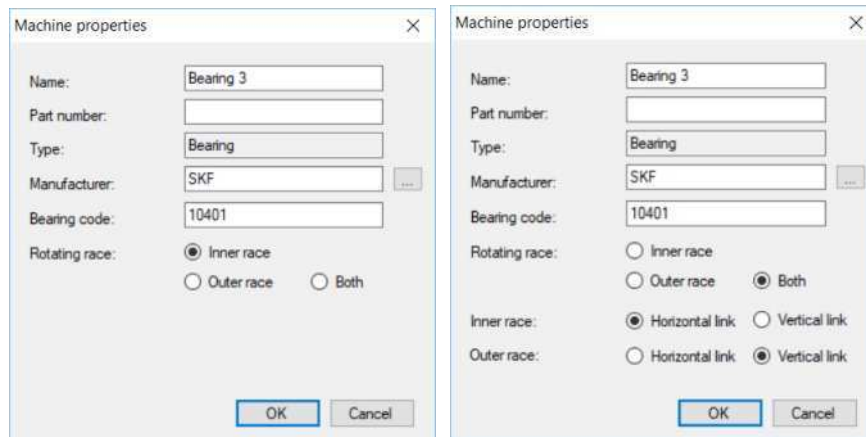 Machine properties
Name: Bearing 3
Part number:
Type: Bearing
Manufacturer: SKF ...
Bearing code: 10401
Rotating race: Inner race
Outer race Both
OK Cancel
Machine properties
Name: Bearing 3
Part number:
Type: Bearing
Manufacturer: SKF ...
Bearing code: 10401
Rotating race: Inner race
Outer race Both
Inner race: Horizontal link Vertical link
Outer race: Horizontal link Vertical link
OK Cancel